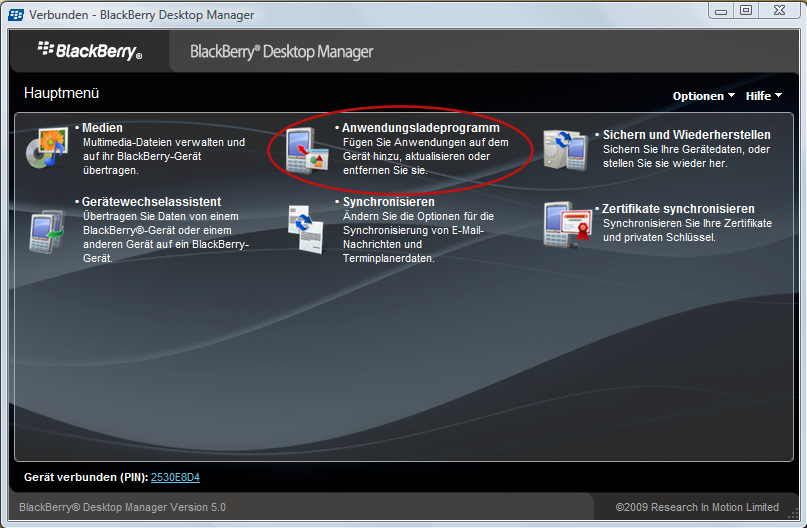 Verbunden - BlackBerry Desktop Manager
BlackBerry®
BlackBerry® Desktop Manager
Hauptmenü
Optionen
Hilfe
• Medien
Multimedia-Dateien verwalten und
auf ihr BlackBerry-Gerät
übertragen.
• Anwendungsladeprogramm
Fügen Sie Anwendungen auf dem
Gerät hinzu, aktualisieren oder
entfernen Sie sie.
• Sichern und Wiederherstellen
Sichern Sie Ihre Gerätedaten, oder
stellen Sie sie wieder her.
• Gerätewechselassistent
Übertragen Sie Daten von einem
BlackBerry®-Gerät oder einem
anderen Gerät auf ein BlackBerry-
Gerät.
• Synchronisieren
Ändern Sie die Optionen für die
Synchronisierung von E-Mail-
Nachrichten und
Terminplanerdaten.
• Zertifikate synchronisieren
Synchronisieren Sie Ihre Zertifikate
und privaten Schlüssel.
Gerät verbunden (PIN): 2530E8D4
BlackBerry® Desktop Manager Version 5.0
©2009 Research In Motion Limited